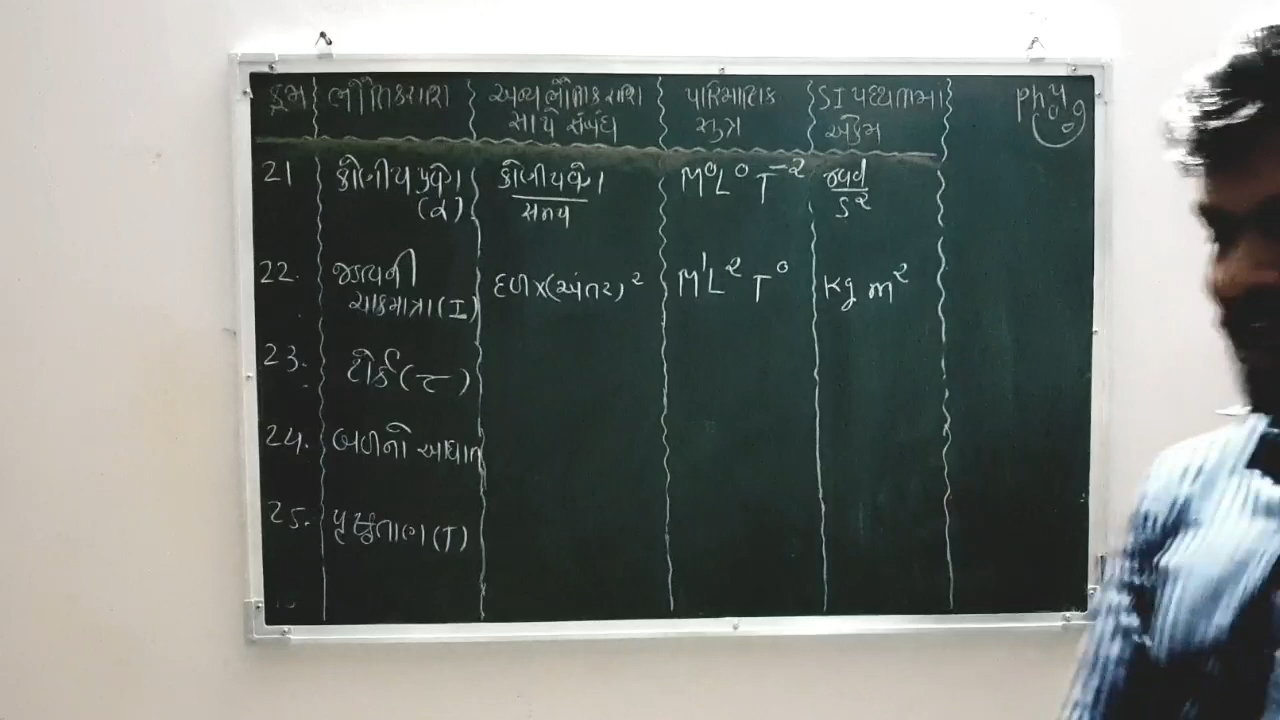 ક્રમ ભૌતિકરાશિ અન્ય ભૌતિક રાશિ સાથે સંબંધ પારિમાણિક સૂત્ર SI પદ્ધતિમાં એકમ
Phy
21 કોણીય પ્રવેગ (α) કોણીયવેગ / સમય M⁰L⁰T⁻² રેડિ / s²
22. જડત્વની ચાકમાત્રા (I) દળ x (અંતર)² M¹L²T⁰ kg m²
23. ટોર્ક (τ)
24. બળનો આઘાત
25. પૃષ્ઠતાણ (T)